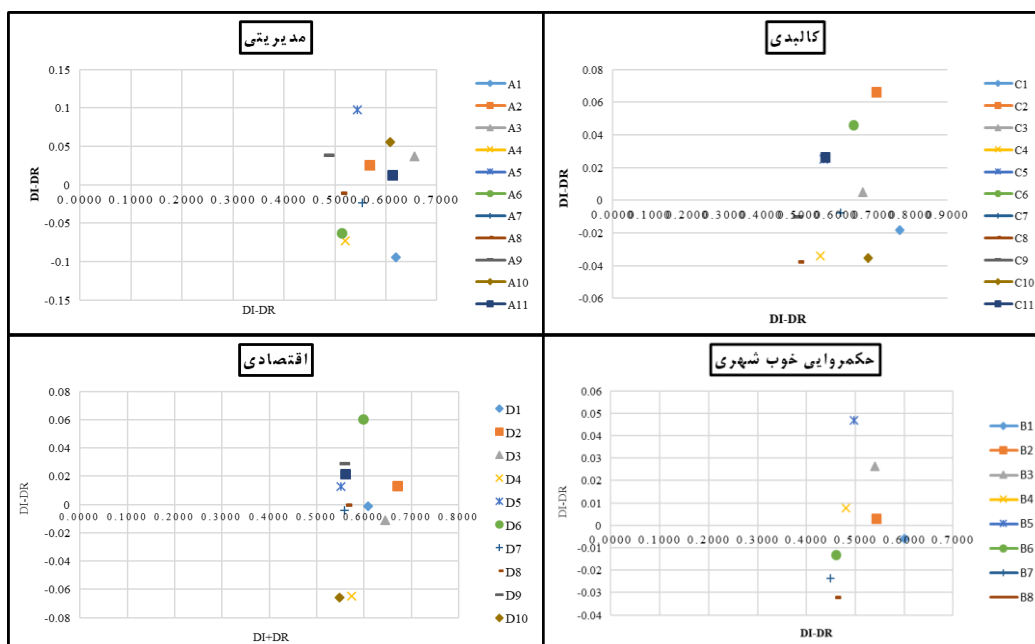 مدیریتی
0.15
0.1
0.05
0
-0.05
-0.1
-0.15
0.0000 0.1000 0.2000 0.3000 0.4000 0.5000 0.6000 0.7000
DI-DR
DI-DR
A1
A2
A3
A4
A5
A6
A7
A8
A9
A10
A11
کالبدی
0.08
0.06
0.04
0.02
0
-0.02
-0.04
-0.06
0.0000 0.1000 0.2000 0.3000 0.4000 0.5000 0.6000 0.7000 0.8000 0.9000
DI-DR
DI-DR
C1
C2
C3
C4
C5
C6
C7
C8
C9
C10
C11
اقتصادی
0.08
0.06
0.04
0.02
0
-0.02
-0.04
-0.06
-0.08
0.0000 0.1000 0.2000 0.3000 0.4000 0.5000 0.6000 0.7000 0.8000
DI-DR
DI+DR
D1
D2
D3
D4
D5
D6
D7
D8
D9
D10
حکمروایی خوب شهری
0.06
0.05
0.04
0.03
0.02
0.01
0
-0.01
-0.02
-0.03
-0.04
0.0000 0.1000 0.2000 0.3000 0.4000 0.5000 0.6000 0.7000
DI-DR
DI-DR
B1
B2
B3
B4
B5
B6
B7
B8